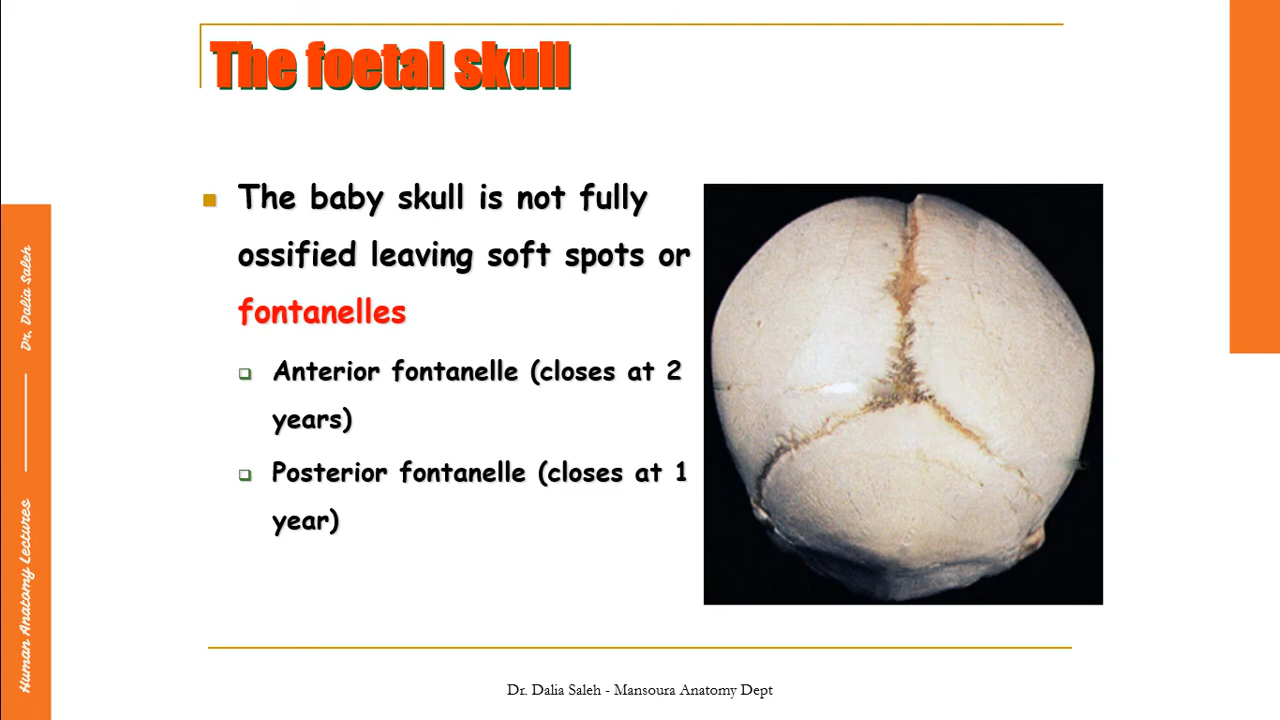 The foetal skull
The baby skull is not fully
ossified leaving soft spots or
fontanelles
Anterior fontanelle (closes at 2
years)
Posterior fontanelle (closes at 1
year)
Dr. Dalia Saleh - Mansoura Anatomy Dept
Human Anatomy Lectures
Dr. Dalia Saleh